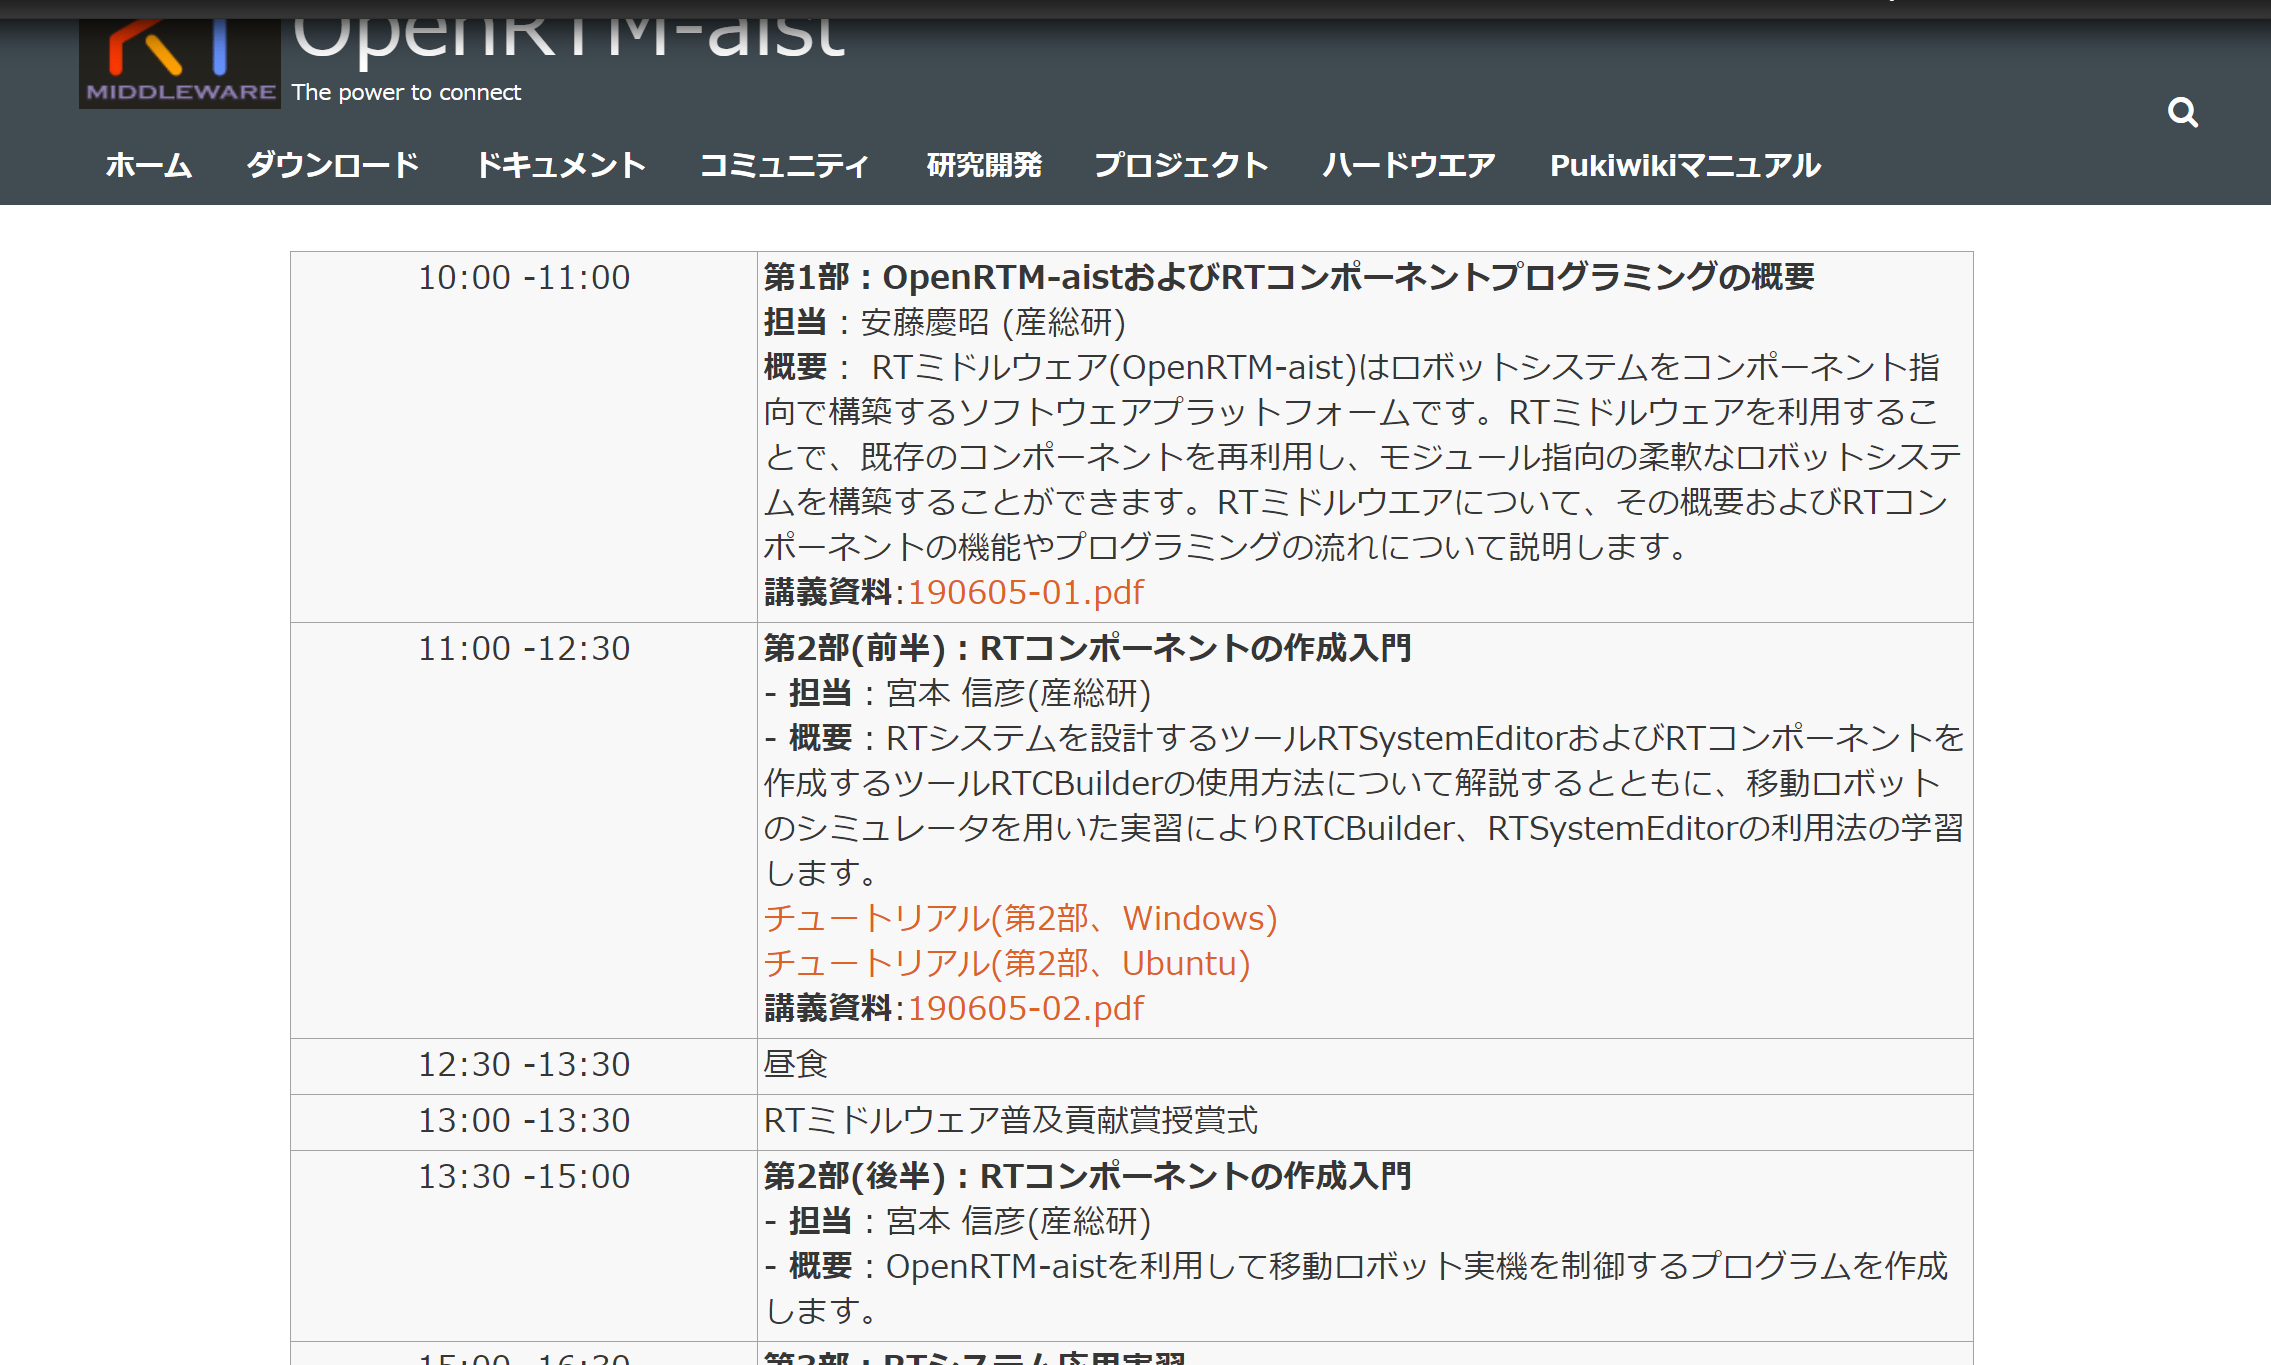 OpenRTM-aist
MIDDLEWARE
The power to connect
ホーム ダウンロード ドキュメント コミュニティ 研究開発 プロジェクト ハードウエア Pukiwikiマニュアル
10:00 -11:00
第1部：OpenRTM-aistおよびRTコンポーネントプログラミングの概要
担当：安藤慶昭 (産総研)
概要： RTミドルウェア(OpenRTM-aist)はロボットシステムをコンポーネント指
向で構築するソフトウェアプラットフォームです。RTミドルウェアを利用するこ
とで、既存のコンポーネントを再利用し、モジュール指向の柔軟なロボットシステ
ムを構築することができます。RTミドルウエアについて、その概要およびRTコン
ポーネントの機能やプログラミングの流れについて説明します。
講義資料:190605-01.pdf
11:00 -12:30
第2部(前半)：RTコンポーネントの作成入門
- 担当：宮本 信彦(産総研)
- 概要：RTシステムを設計するツールRTSystemEditorおよびRTコンポーネントを
作成するツールRTCBuilderの使用方法について解説するとともに、移動ロボット
のシミュレータを用いた実習によりRTCBuilder、RTSystemEditorの利用法の学習
します。
チュートリアル(第2部、Windows)
チュートリアル(第2部、Ubuntu)
講義資料:190605-02.pdf
12:30 -13:30
昼食
13:00 -13:30
RTミドルウェア普及貢献賞授賞式
13:30 -15:00
第2部(後半)：RTコンポーネントの作成入門
- 担当：宮本 信彦(産総研)
- 概要：OpenRTM-aistを利用して移動ロボット実機を制御するプログラムを作成
します。
15:00 -16:30
第3部：RTシステム応用実習